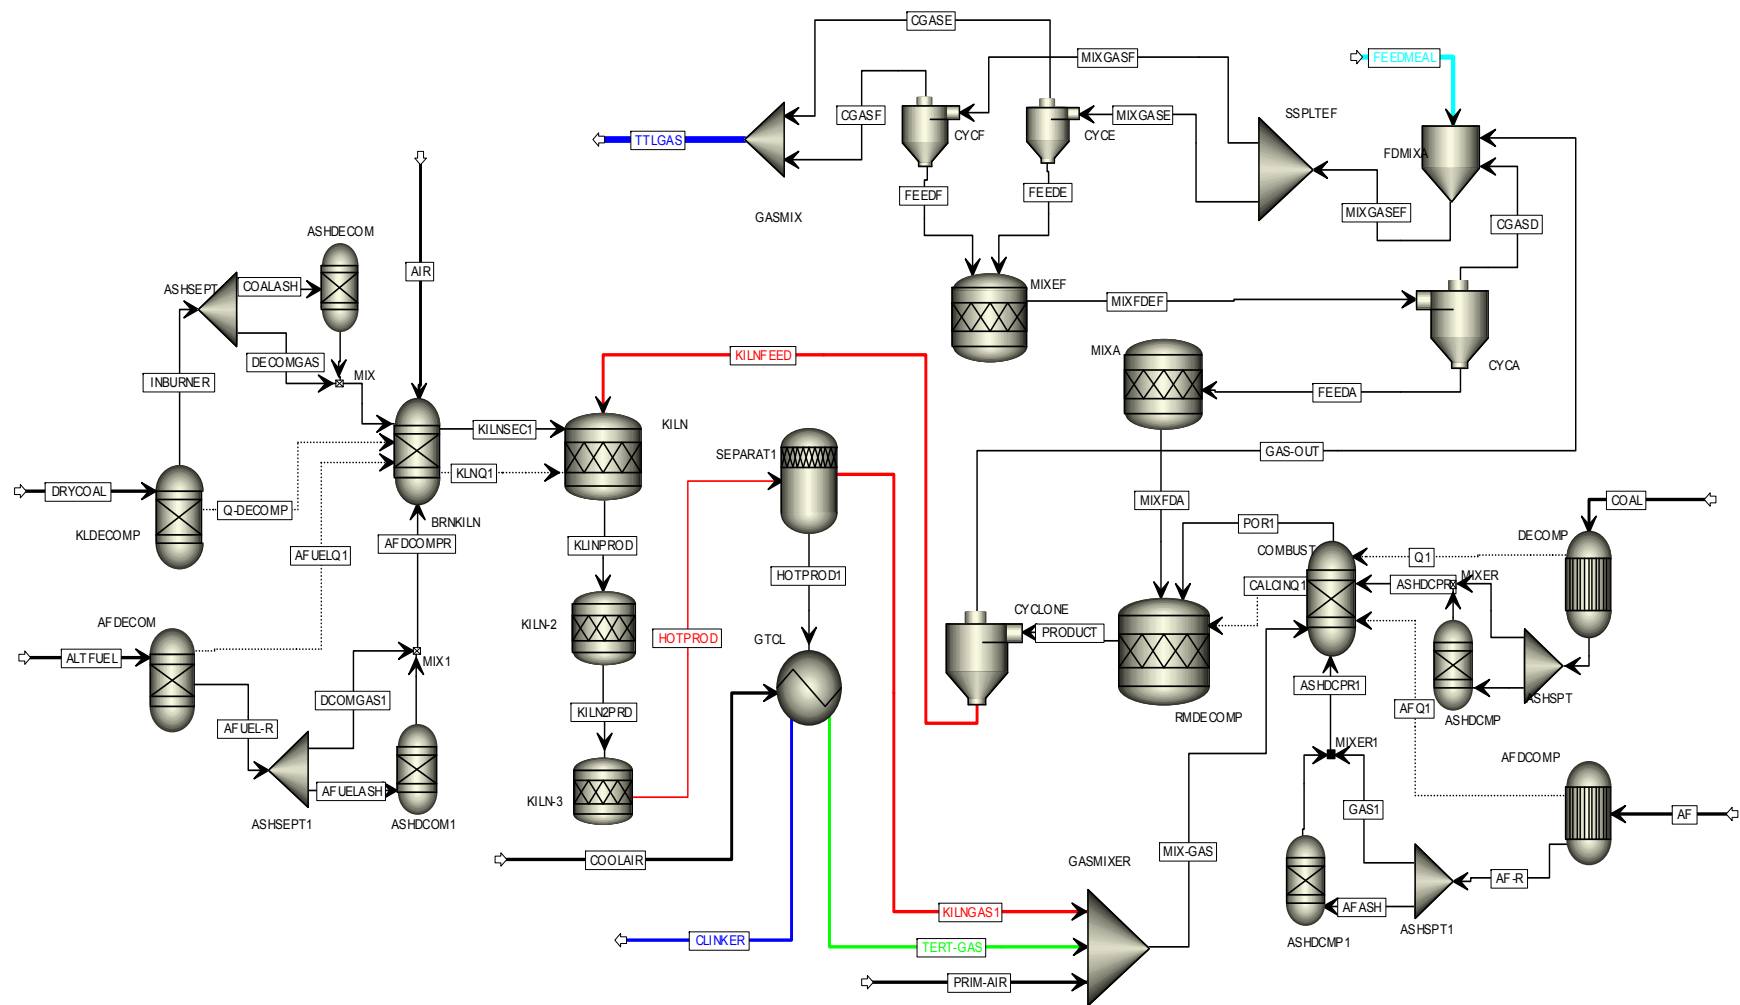 CGASE
MIXGASF
FEEDMEAL
CGASF
CYCF
CYCE
MIXGASE
SSPLTEF
TTLGAS
FDMIXA
FEEDF
FEEDE
GASMIX
MIXGASEF
CGASD
ASHDECOM
AIR
ASHSEPT
COALASH
MIXEF
MIXFDEF
DECOMGAS
MIX
KILNFEED
MIXA
CYCA
INBURNER
FEEDA
KILNSEC1
KILN
SEPARAT1
GAS-OUT
KLNQ1
DRYCOAL
Q-DECOMP
BRNKILN
MIXFDA
COAL
KLDECOMP
AFDCOMPR
AFUELQ1
KLINPROD
POR1
COMBUST
DECOMP
Q1
HOTPROD1
CALCINQ1
ASHDCPR
MIXER
AFDECOM
KILN-2
HOTPROD
GTCL
CYCLONE
PRODUCT
ALTFUEL
MIX1
ASHDCPR1
ASHSPT
DCOMGAS1
KILN2PRD
RMDECOMP
AFQ1
ASHDCMP
AFUEL-R
MIXER1
AFDCOMP
KILN-3
AFUELASH
ASHSEPT1
ASHDCOM1
GAS1
AF
COOLAIR
GASMIXER
MIX-GAS
AF-R
KILNGAS1
AFASH
ASHDCMP1
ASHSPT1
CLINKER
TERT-GAS
PRIM-AIR